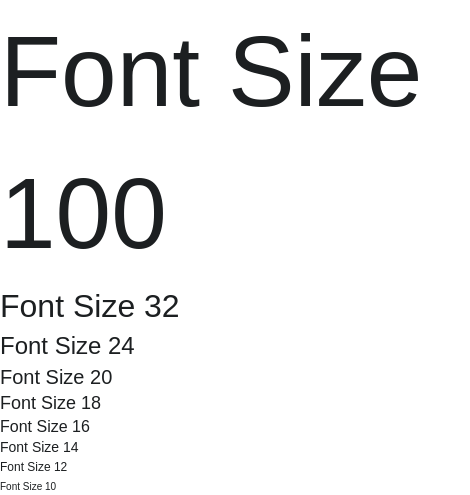 Font Size
100
Font Size 32
Font Size 24
Font Size 20
Font Size 18
Font Size 16
Font Size 14
Font Size 12
Font Size 10